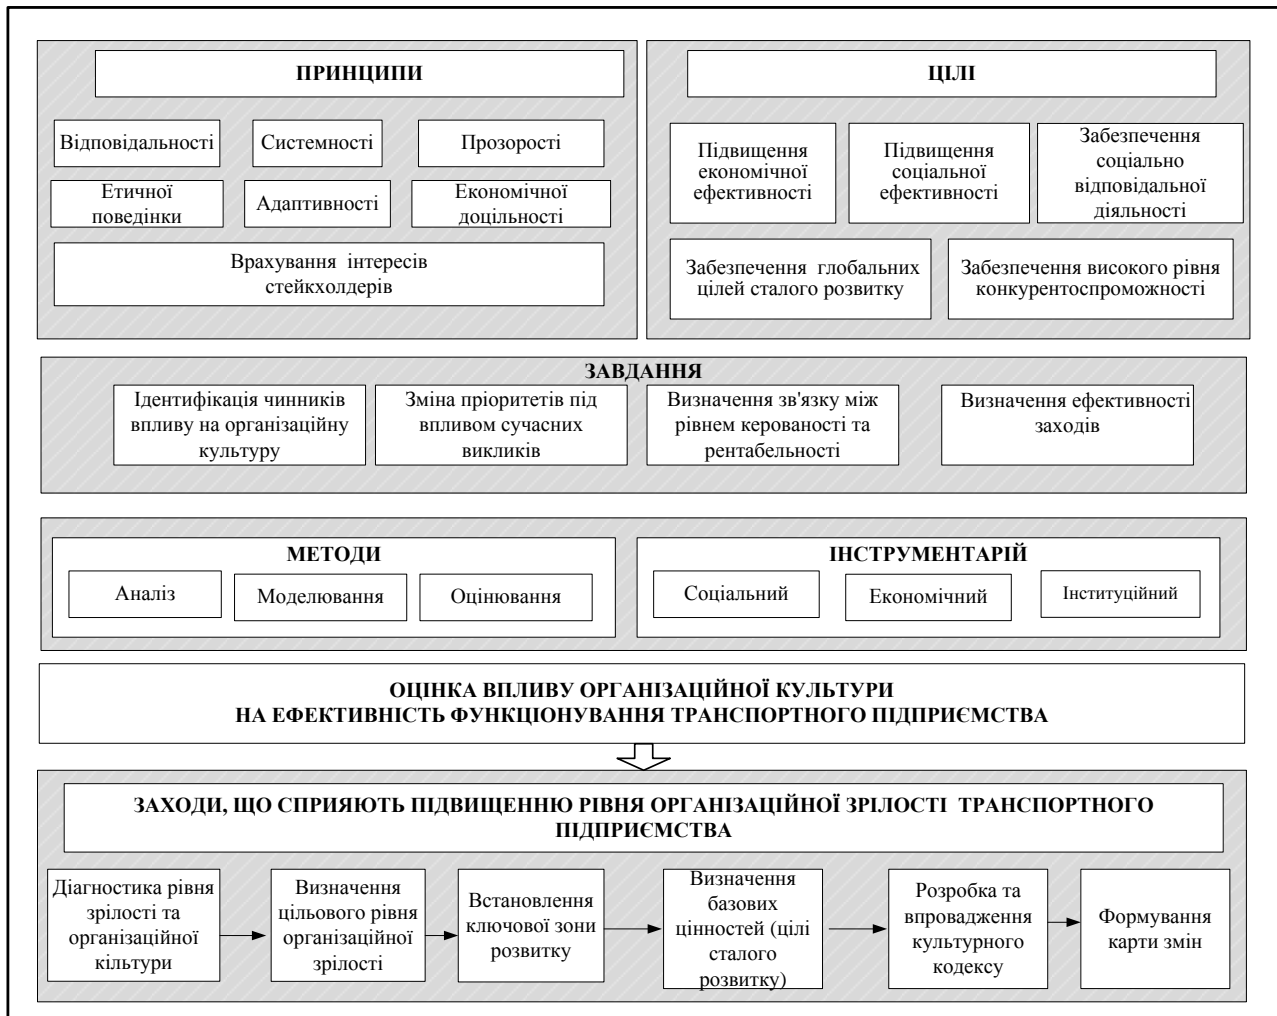 ПРИНЦИПИ
Відповідальності
Системності
Прозорості
Етичної
поведінки
Адаптивності
Економічної
доцільності
Врахування інтересів
стейкхолдерів
ЦІЛІ
Підвищення
економічної
ефективності
Підвищення
соціальної
ефективності
Забезпечення
соціально
відповідальної
діяльності
Забезпечення глобальних
цілей сталого розвитку
Забезпечення високого рівня
конкурентоспроможності
ЗАВДАННЯ
Ідентифікація чинників
впливу на організаційну
культуру
Зміна пріоритетів під
впливом сучасних
викликів
Визначення зв'язку між
рівнем керованості та
рентабельності
Визначення ефективності
заходів
МЕТОДИ
Аналіз
Моделювання
Оцінювання
ІНСТРУМЕНТАРІЙ
Соціальний
Економічний
Інституційний
ОЦІНКА ВПЛИВУ ОРГАНІЗАЦІЙНОЇ КУЛЬТУРИ
НА ЕФЕКТИВНІСТЬ ФУНКЦІОНУВАННЯ ТРАНСПОРТНОГО ПІДПРИЄМСТВА
ЗАХОДИ, ЩО СПРИЯЮТЬ ПІДВИЩЕННЮ РІВНЯ ОРГАНІЗАЦІЙНОЇ ЗРІЛОСТІ ТРАНСПОРТНОГО
ПІДПРИЄМСТВА
Діагностика рівня
зрілості та
організаційної
кільтури
Визначення
цільового рівня
організаційної
зрілості
Встановлення
ключової зони
розвитку
Визначення
базових
цінностей (цілі
сталого
розвитку)
Розробка та
впровадження
культурного
кодексу
Формування
карти змін